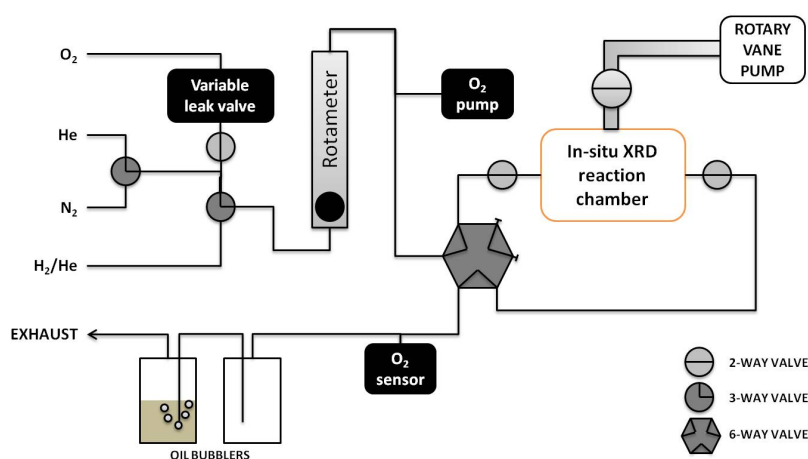 O₂
Variable
leak valve
He
N₂
H₂/He
Rotameter
O₂
pump
ROTARY
VANE
PUMP
In-situ XRD
reaction
chamber
EXHAUST
O₂
sensor
OIL BUBBLERS
2-WAY VALVE
3-WAY VALVE
6-WAY VALVE